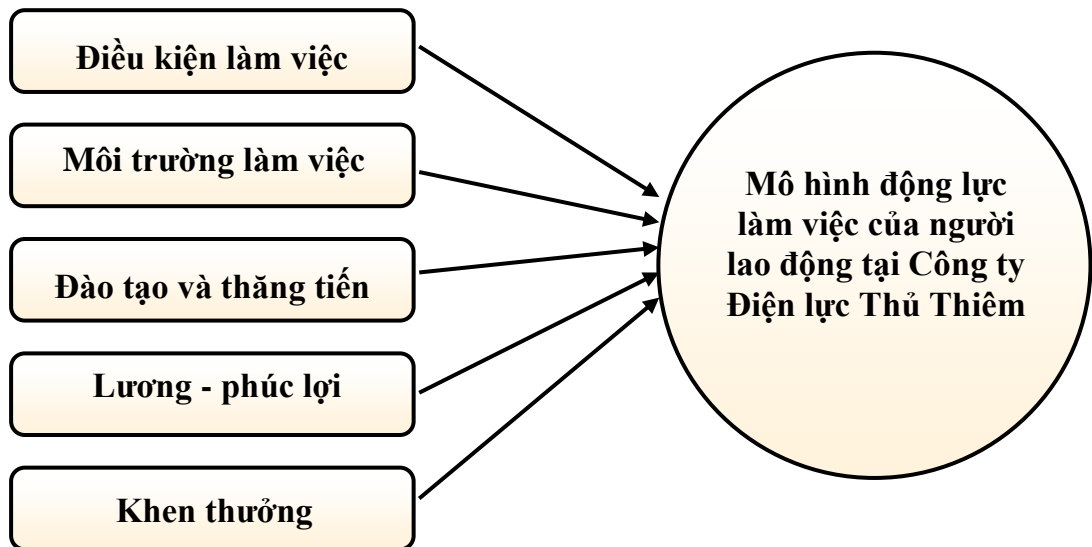 Điều kiện làm việc
Môi trường làm việc
Đào tạo và thăng tiến
Lương - phúc lợi
Khen thưởng
Mô hình động lực
làm việc của người
lao động tại Công ty
Điện lực Thủ Thiêm